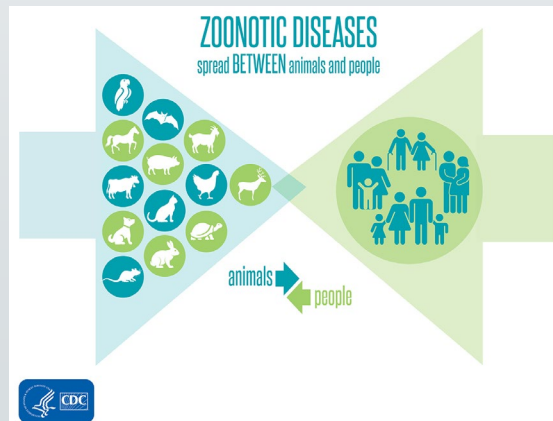 ZOONOTIC DISEASES
spread BETWEEN animals and people
animals
people
CDC